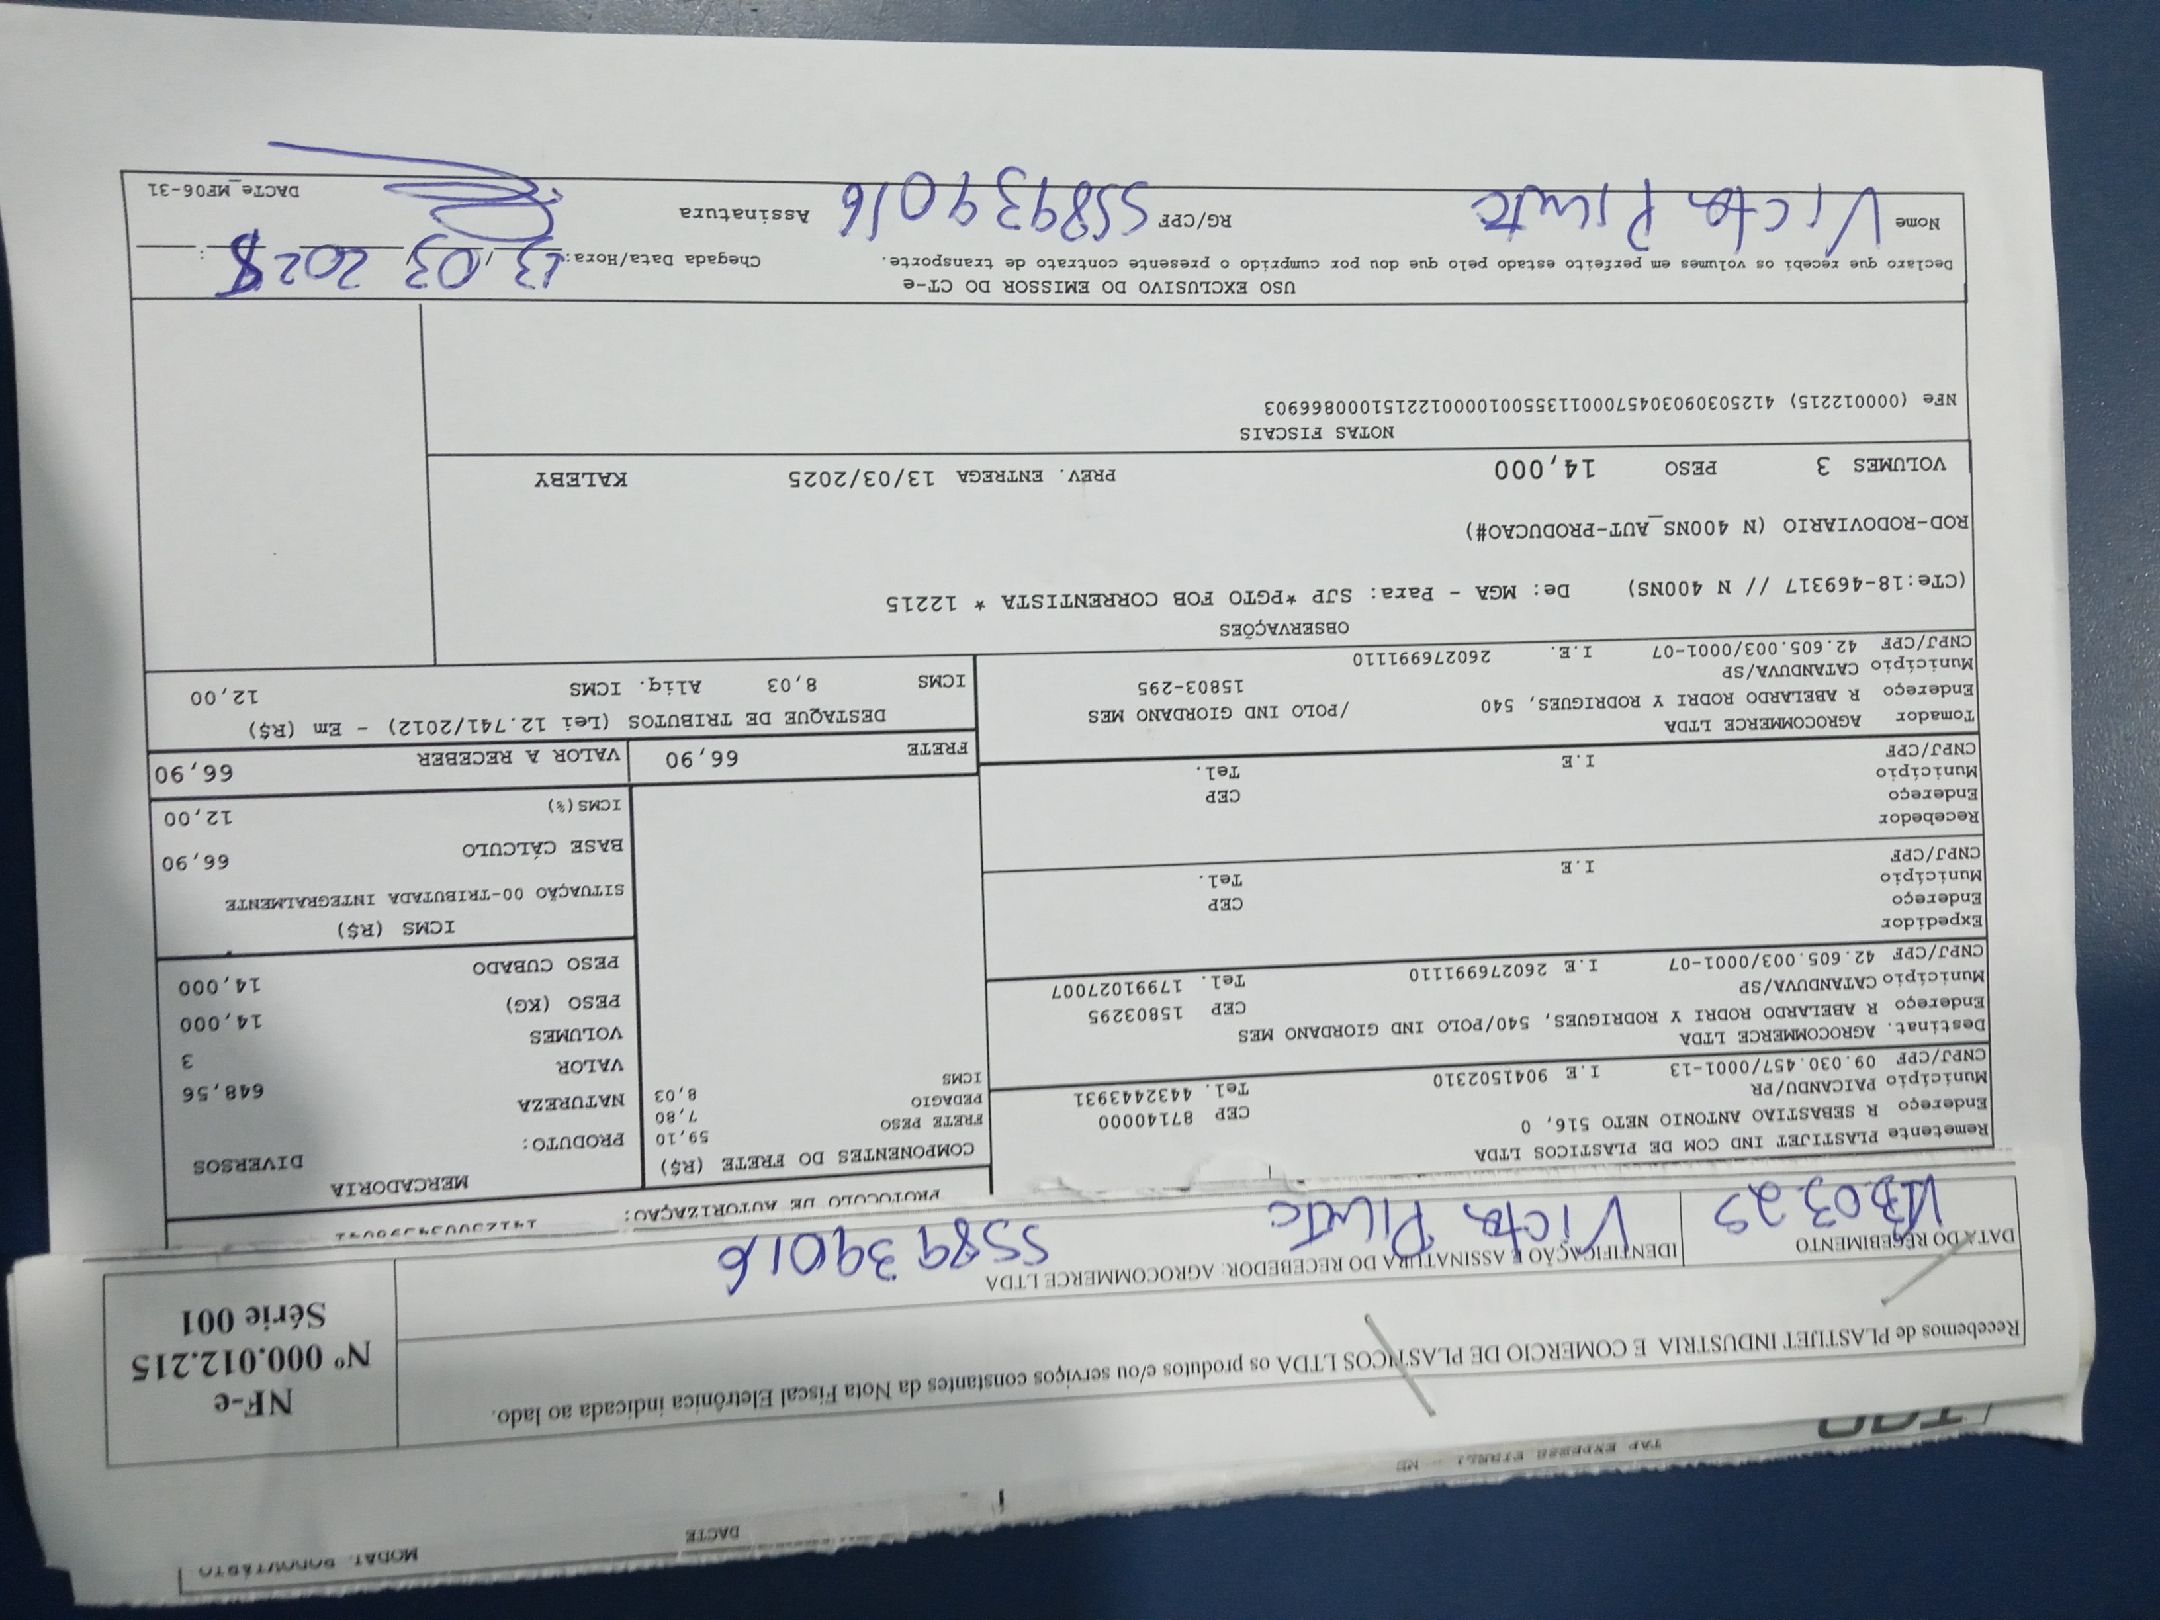 DACTE
MODAL RODOVIÁRIO
TAP EXPRESS
Recebemos de PLASTIJET INDUSTRIA E COMERCIO DE PLASTICOS LTDA os produtos e/ou serviços constantes da Nota Fiscal Eletrônica indicada ao lado.
NF-e
Nº 000.012.215
Série 001
DATA DO RECEBIMENTO
13.03.25
IDENTIFICAÇÃO E ASSINATURA DO RECEBEDOR: AGROCOMMERCE LTDA
558939016
PROTOCOLO DE AUTORIZAÇÃO:
Remetente PLASTIJET IND COM DE PLASTICOS LTDA
Endereço R SEBASTIAO ANTONIO NETO 516, 0 CEP 87140000
Município PAICANDU/PR Tel. 4432443931
CNPJ/CPF 09.030.457/0001-13 I.E 9041502310
Destinat. AGROCOMMERCE LTDA
Endereço R ABELARDO RODRI Y RODRIGUES, 540/POLO IND GIORDANO MES
Município CATANDUVA/SP CEP 15803295
CNPJ/CPF 42.605.003/0001-07 I.E 260276991110 Tel. 17991027007
Expedidor
Endereço CEP
Município Tel.
CNPJ/CPF I.E
Recebedor
Endereço CEP
Município Tel.
CNPJ/CPF I.E
Tomador AGROCOMMERCE LTDA
Endereço R ABELARDO RODRI Y RODRIGUES, 540 /POLO IND GIORDANO MES
Município CATANDUVA/SP 15803-295
CNPJ/CPF 42.605.003/0001-07 I.E. 260276991110
COMPONENTES DO FRETE (R$)
FRETE PESO 59,10
PEDAGIO 7,80
ICMS 8,03
MERCADORIA
PRODUTO: DIVERSOS
NATUREZA
VALOR 648,56
VOLUMES 3
PESO (KG) 14,000
PESO CUBADO 14,000
ICMS (R$)
SITUAÇÃO 00-TRIBUTADA INTEGRALMENTE
BASE CÁLCULO 66,90
ICMS(%) 12,00
FRETE 66,90 VALOR A RECEBER 66,90
DESTAQUE DE TRIBUTOS (Lei 12.741/2012) - Em (R$)
ICMS 8,03 Aliq. ICMS 12,00
OBSERVAÇÕES
(CTe:18-469317 // N 400NS) De: MGA - Para: SJP *PGTO FOB CORRENTISTA * 12215
ROD-RODOVIARIO (N 400NS_AUT-PRODUCAO#)
VOLUMES 3 PESO 14,000 PREV. ENTREGA 13/03/2025 KALEBY
NOTAS FISCAIS
NFe (00012215) 41250309030457000113550010000122151000866903
USO EXCLUSIVO DO EMISSOR DO CT-e
Declaro que recebi os volumes em perfeito estado pelo que dou por cumprido o presente contrato de transporte. Chegada Data/Hora: 13/03/2025 :
Nome RG/CPF 558939016 Assinatura
DACTe_MF06-31